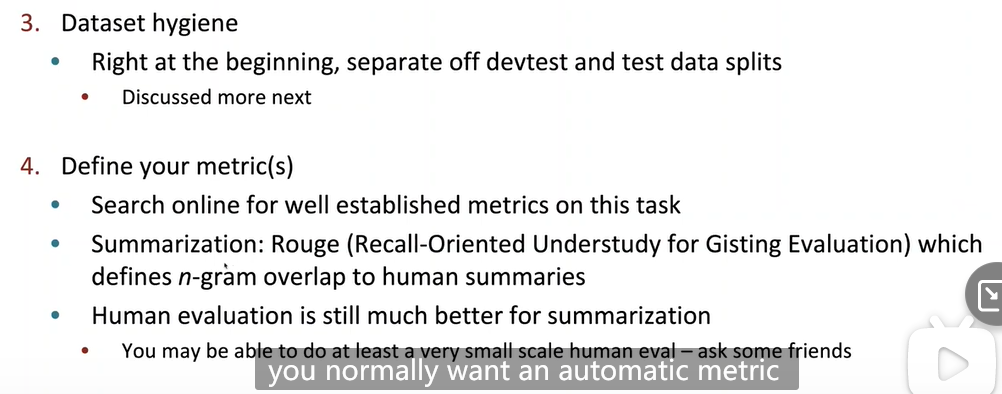 3. Dataset hygiene
• Right at the beginning, separate off devtest and test data splits
• Discussed more next
4. Define your metric(s)
• Search online for well established metrics on this task
• Summarization: Rouge (Recall-Oriented Understudy for Gisting Evaluation) which
defines n-gram overlap to human summaries
• Human evaluation is still much better for summarization
• You may be able to do at least a very small scale human eval – ask some friends
you normally want an automatic metric